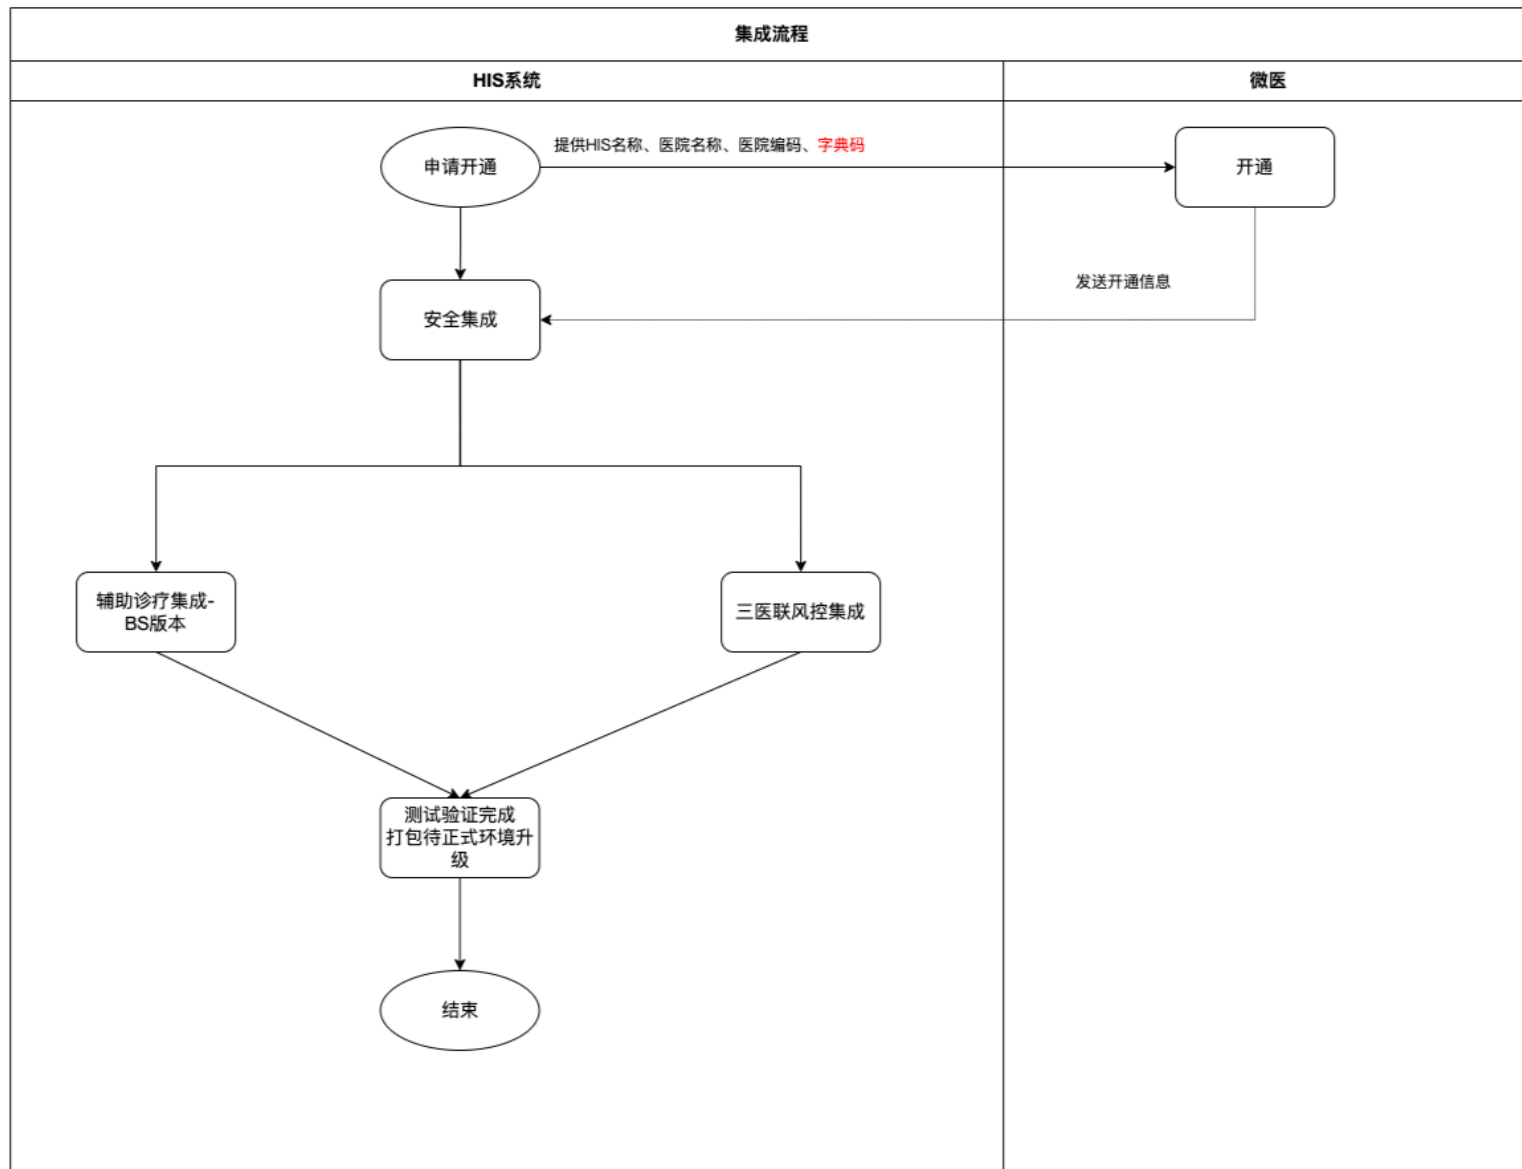 集成流程
HIS系统
微医
提供HIS名称、医院名称、医院编码、字典码
申请开通
开通
发送开通信息
安全集成
辅助诊疗集成-
BS版本
三医联风控集成
测试验证完成
打包待正式环境升
级
结束